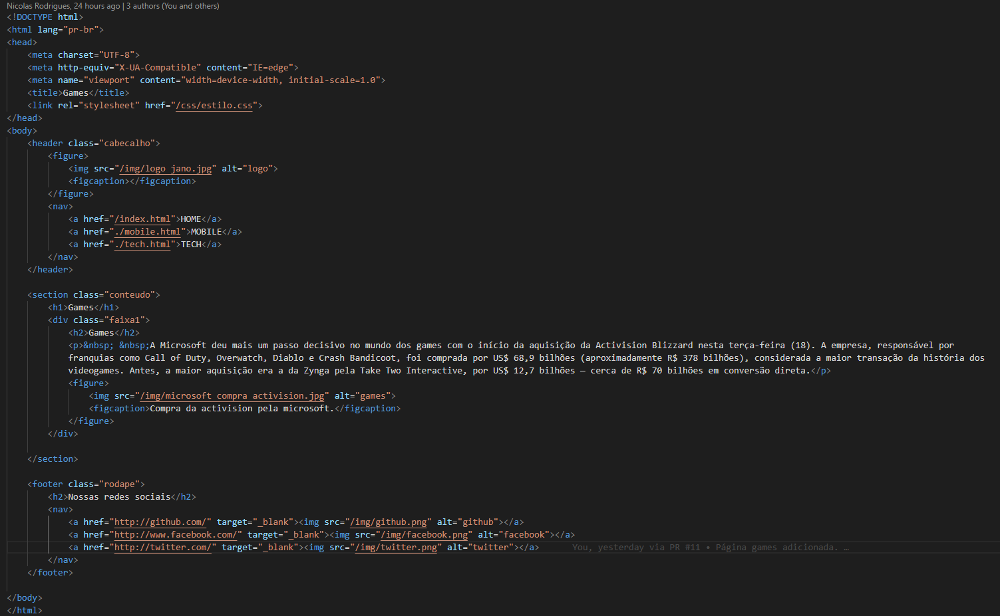 Nicolas Rodrigues, 24 hours ago | 3 authors (You and others)
<!DOCTYPE html>
<html lang="pr-br">
<head>
    <meta charset="UTF-8">
    <meta http-equiv="X-UA-Compatible" content="IE=edge">
    <meta name="viewport" content="width=device-width, initial-scale=1.0">
    <title>Games</title>
    <link rel="stylesheet" href="/css/estilo.css">
</head>
<body>
    <header class="cabecalho">
        <figure>
            <img src="/img/logo jano.jpg" alt="logo">
            <figcaption></figcaption>
        </figure>
        <nav>
            <a href="/index.html">HOME</a>
            <a href="./mobile.html">MOBILE</a>
            <a href="./tech.html">TECH</a>
        </nav>
    </header>

    <section class="conteudo">
        <h1>Games</h1>
        <div class="faixa1">
            <h2>Games</h2>
            <p>&nbsp; &nbsp;A Microsoft deu mais um passo decisivo no mundo dos games com o início da aquisição da Activision Blizzard nesta terça-feira (18). A empresa, responsável por
            franquias como Call of Duty, Overwatch, Diablo e Crash Bandicoot, foi comprada por US$ 68,9 bilhões (aproximadamente R$ 378 bilhões), considerada a maior transação da história dos
            videogames. Antes, a maior aquisição era a da Zynga pela Take Two Interactive, por US$ 12,7 bilhões — cerca de R$ 70 bilhões em conversão direta.</p>
            <figure>
                <img src="/img/microsoft compra activision.jpg" alt="games">
                <figcaption>Compra da activision pela microsoft.</figcaption>
            </figure>
        </div>

    </section>

    <footer class="rodape">
        <h2>Nossas redes sociais</h2>
        <nav>
            <a href="http://github.com/" target="_blank"><img src="/img/github.png" alt="github"></a>
            <a href="http://www.facebook.com/" target="_blank"><img src="/img/facebook.png" alt="facebook"></a>
            <a href="http://twitter.com/" target="_blank"><img src="/img/twitter.png" alt="twitter"></a>      You, yesterday via PR #11 • Página games adicionada. …
        </nav>
    </footer>

</body>
</html>